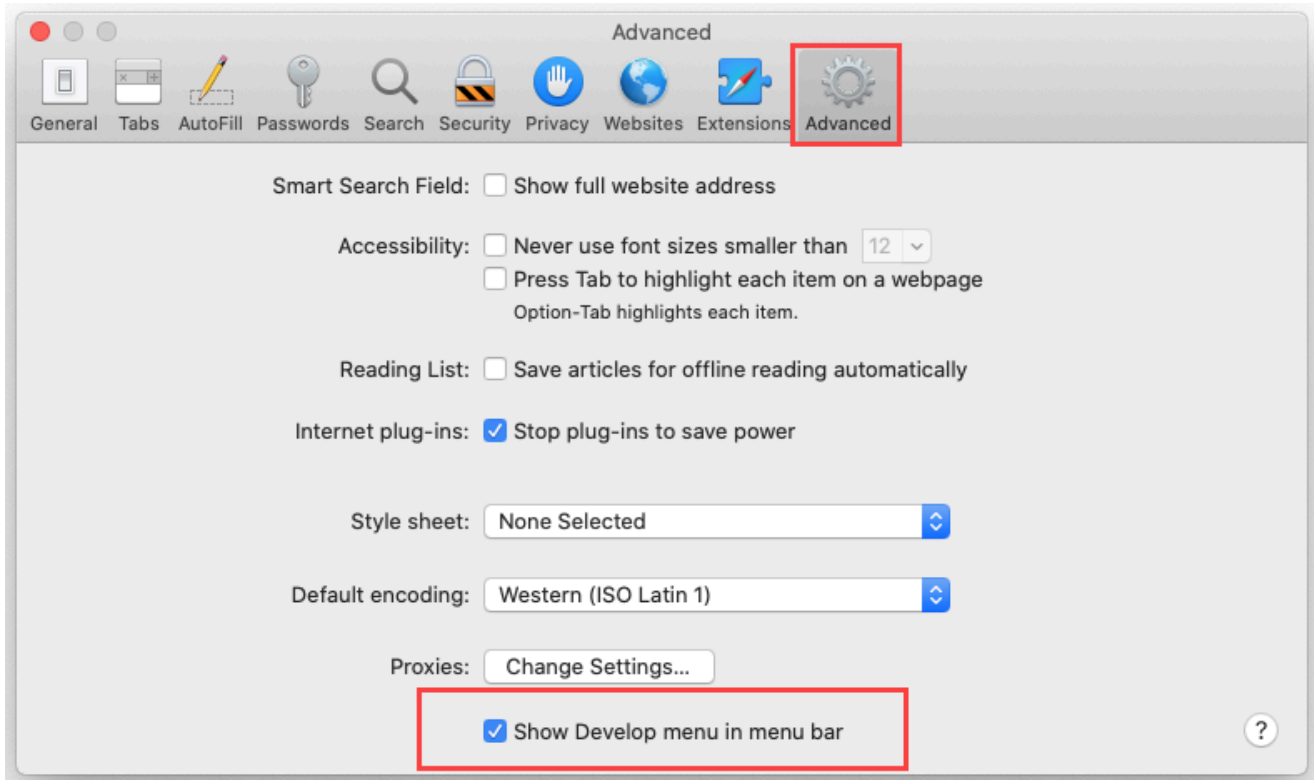 Advanced
General Tabs AutoFill Passwords Search Security Privacy Websites Extensions Advanced
Smart Search Field: Show full website address
Accessibility: Never use font sizes smaller than 12
Press Tab to highlight each item on a webpage
Option-Tab highlights each item.
Reading List: Save articles for offline reading automatically
Internet plug-ins: Stop plug-ins to save power
Style sheet: None Selected
Default encoding: Western (ISO Latin 1)
Proxies: Change Settings...
Show Develop menu in menu bar
?